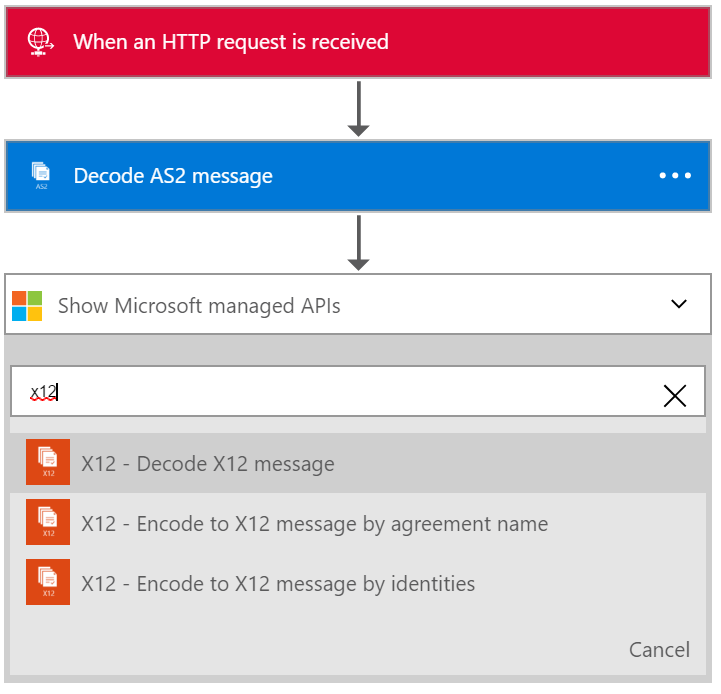 When an HTTP request is received
AS2
Decode AS2 message
Show Microsoft managed APIs
x12
X12
X12 - Decode X12 message
X12
X12 - Encode to X12 message by agreement name
X12
X12 - Encode to X12 message by identities
Cancel